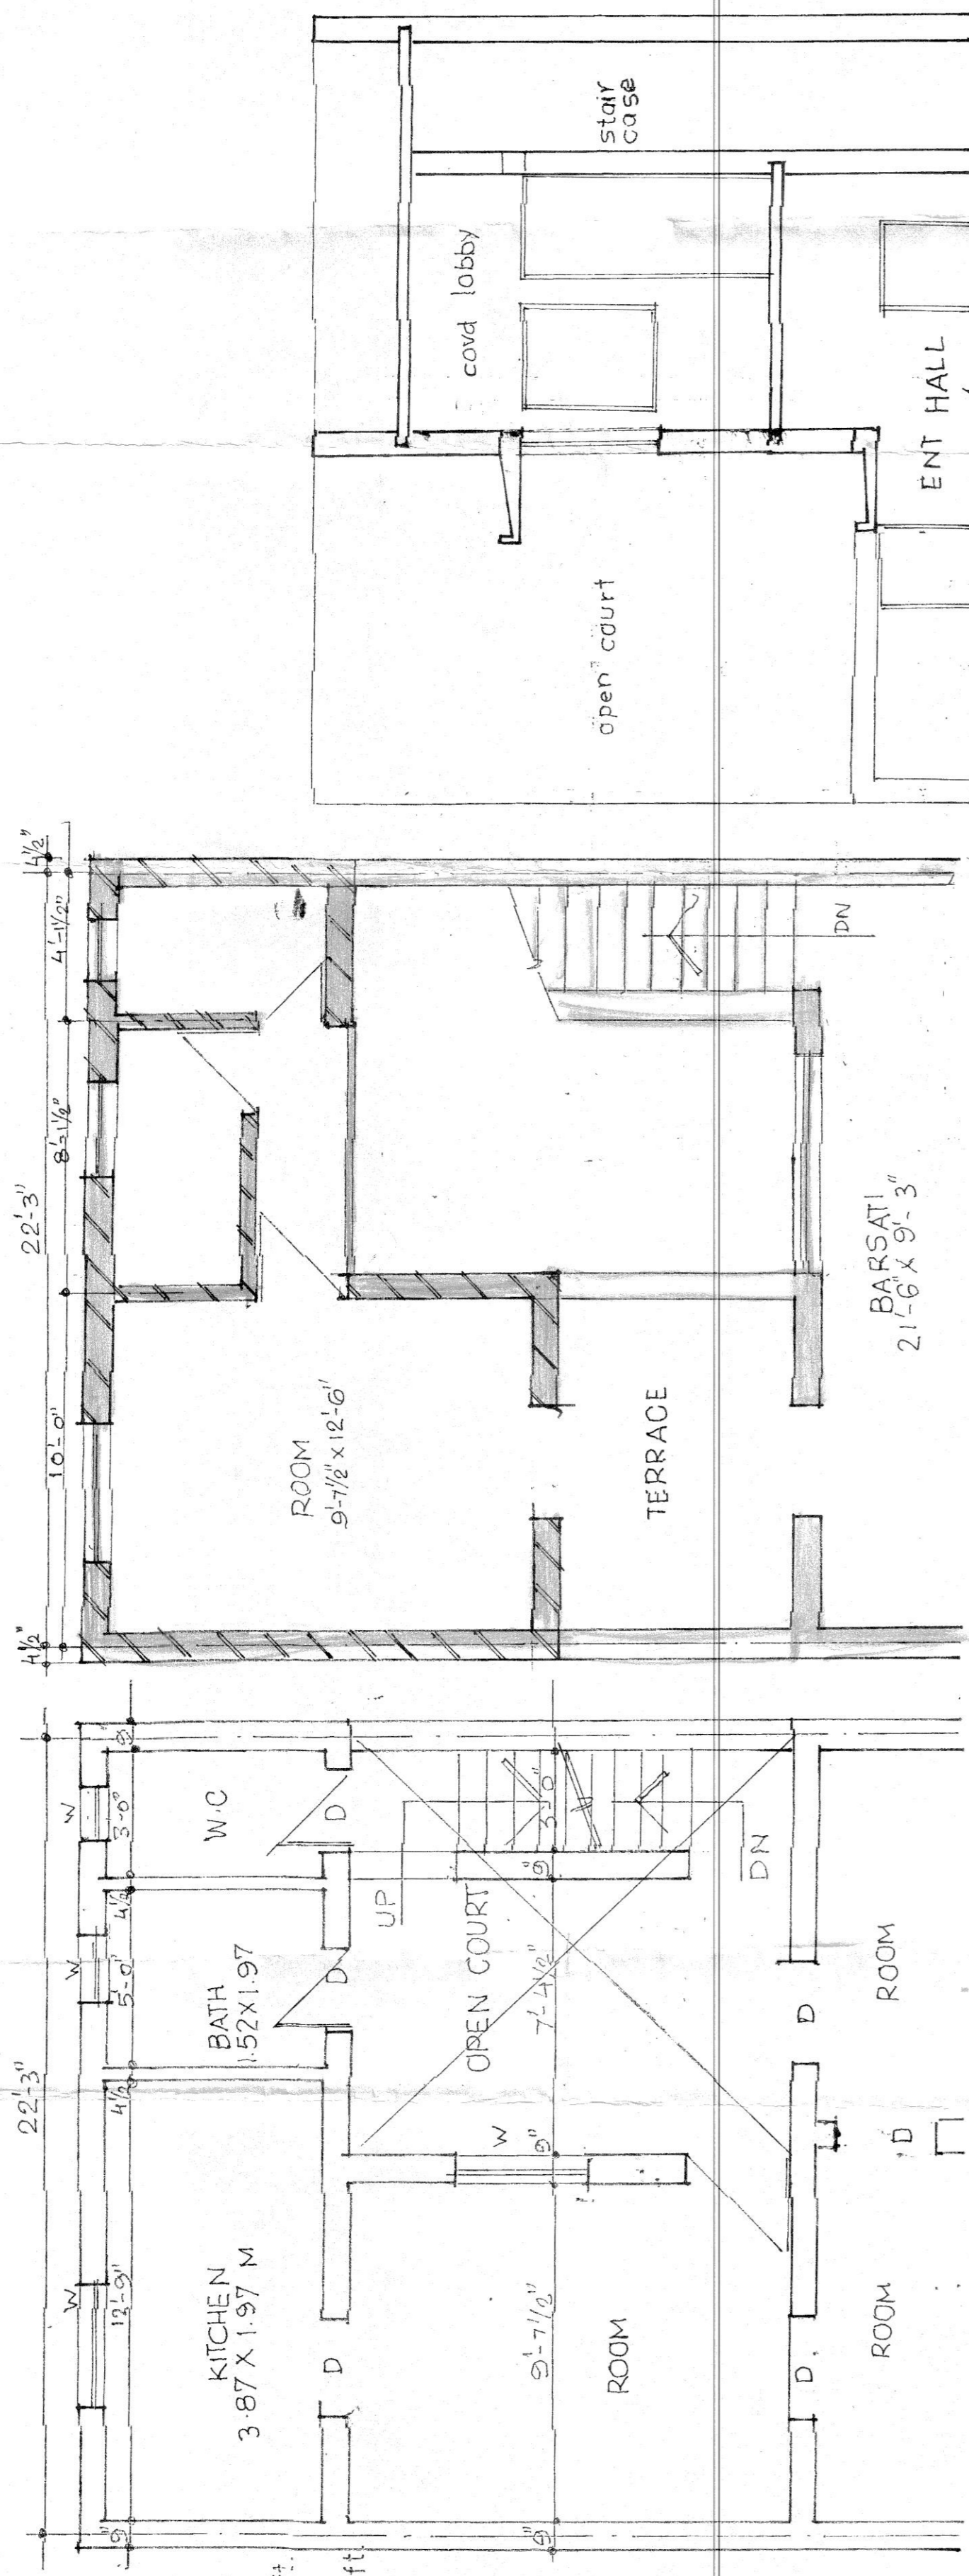 22'-3"
9"
12'-9"
4½
5'-0"
4½
3'-0"
9
W
W
W
KITCHEN
3.87 X 1.97 M
BATH
1.52X1.97
W.C
D
D
D
UP
OPEN COURT
W
9"
9'-7½"
9"
7'-4½"
9"
3'-0"
DN
ROOM
D
D
D
ROOM
ROOM
ft.
4½"
22'-3"
10'-0"
8'-1½"
4'-1½"
4½"
ROOM
9'-7½" x 12'-6"
TERRACE
DN
BARSATI
21'-6" X 9'-3"
covd lobby
stair
case
open court
ENT HALL